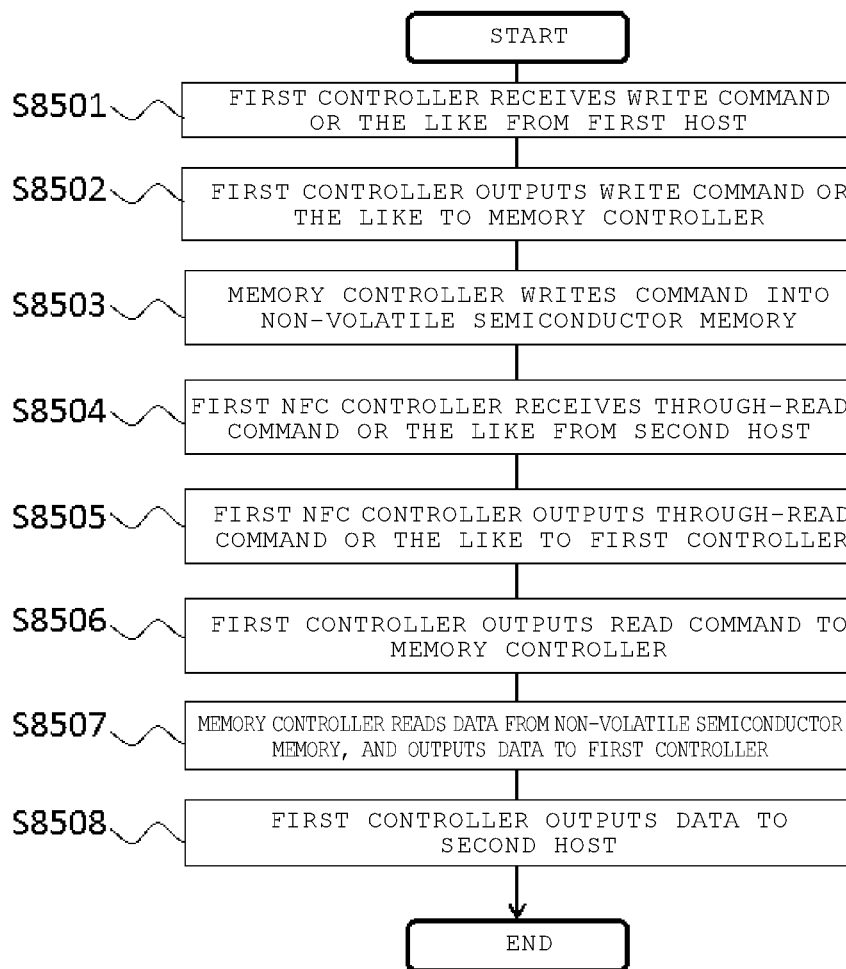 START
S8501
FIRST CONTROLLER RECEIVES WRITE COMMAND
OR THE LIKE FROM FIRST HOST
S8502
FIRST CONTROLLER OUTPUTS WRITE COMMAND OR
THE LIKE TO MEMORY CONTROLLER
S8503
MEMORY CONTROLLER WRITES COMMAND INTO
NON-VOLATILE SEMICONDUCTOR MEMORY
S8504
FIRST NFC CONTROLLER RECEIVES THROUGH-READ
COMMAND OR THE LIKE FROM SECOND HOST
S8505
FIRST NFC CONTROLLER OUTPUTS THROUGH-READ
COMMAND OR THE LIKE TO FIRST CONTROLLER
S8506
FIRST CONTROLLER OUTPUTS READ COMMAND TO
MEMORY CONTROLLER
S8507
MEMORY CONTROLLER READS DATA FROM NON-VOLATILE SEMICONDUCTOR
MEMORY, AND OUTPUTS DATA TO FIRST CONTROLLER
S8508
FIRST CONTROLLER OUTPUTS DATA TO
SECOND HOST
END